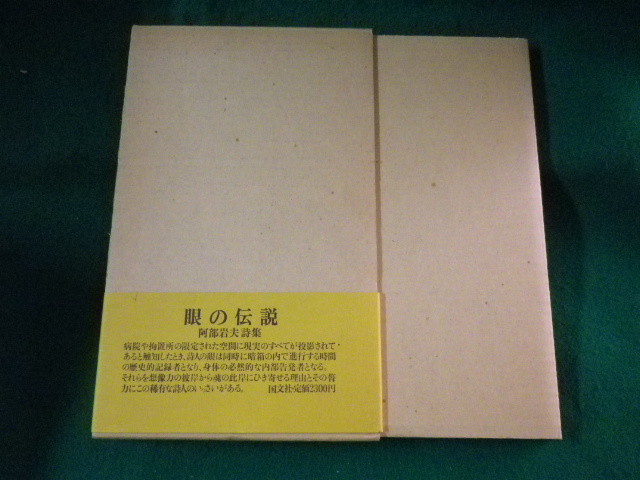 眼の伝説
阿部岩夫詩集
病院や拘置所の限定された空間に現実のすべてが投影されて・
あると触知したとき、詩人の眼は同時に暗箱の内で進行する時間
の歴史的記録者となり、身体の必然的な内部告発者となる。
それらを想像力の彼岸から魂の此岸にひき寄せる理由とその膂
力にこの稀有な詩人のいっさいがある。 国文社・定価2300円